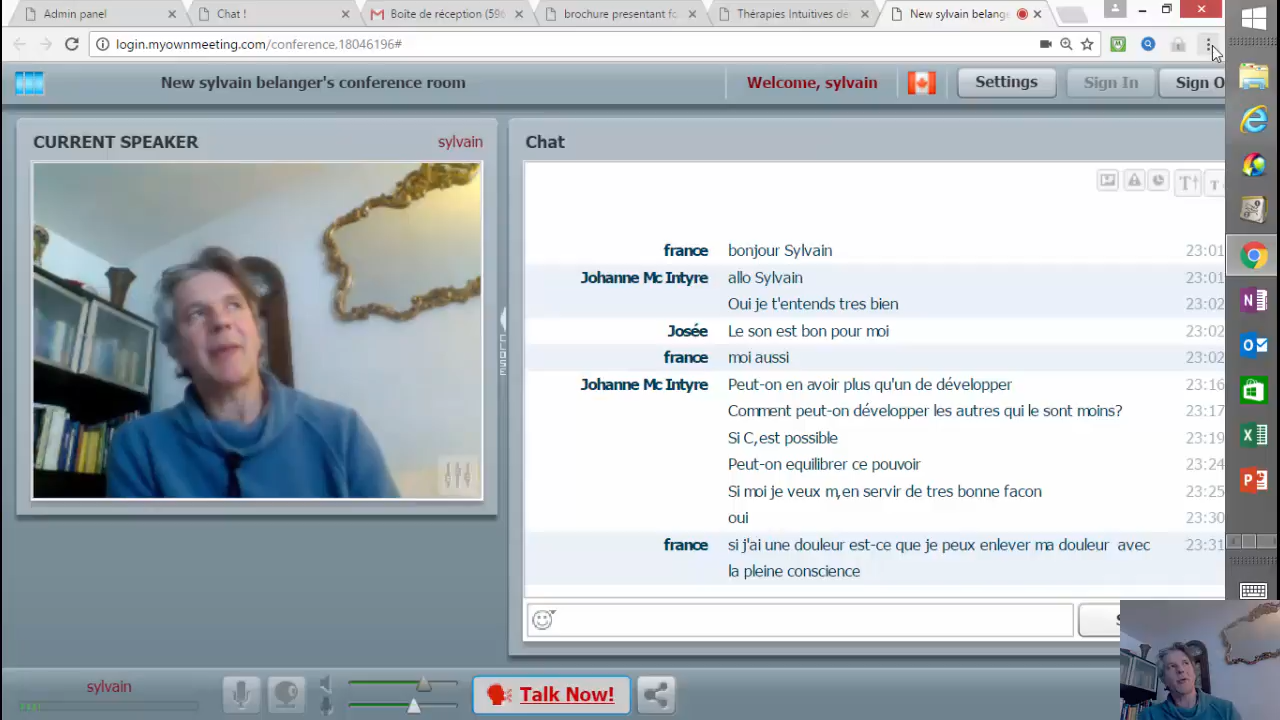 Admin panel
Chat !
Boîte de réception (596
brochure presentant fo
Thérapies Intuitives dé
New sylvain belange
login.myownmeeting.com/conference,18046196#
New sylvain belanger's conference room
Welcome, sylvain
Settings
Sign In
Sign O
CURRENT SPEAKER
sylvain
Chat
france bonjour Sylvain 23:01
Johanne Mc Intyre allo Sylvain 23:01
Oui je t'entends tres bien 23:02
Josée Le son est bon pour moi 23:02
france moi aussi 23:02
Johanne Mc Intyre Peut-on en avoir plus qu'un de développer 23:16
Comment peut-on développer les autres qui le sont moins? 23:17
Si C,est possible 23:19
Peut-on equilibrer ce pouvoir 23:24
Si moi je veux m,en servir de tres bonne facon 23:25
oui 23:30
france si j'ai une douleur est-ce que je peux enlever ma douleur avec 23:31
la pleine conscience
CLOSE
S
sylvain
Talk Now!